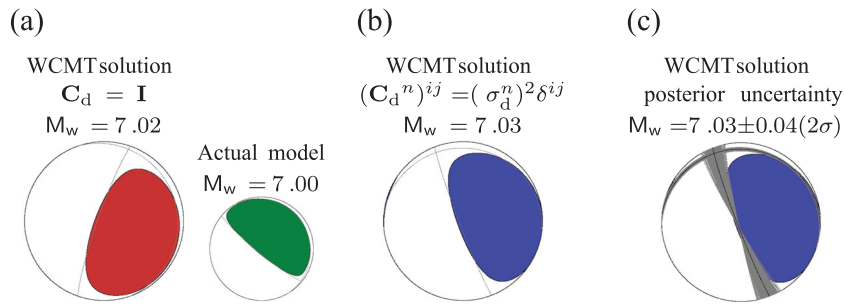 (a)
WCMT solution
C_d = I
M_w = 7.02
Actual model
M_w = 7.00
(b)
WCMT solution
(C_d^n)^ij =( σ_d^n)^2 δ^ij
M_w = 7.03
(c)
WCMT solution
posterior uncertainty
M_w =7.03±0.04(2σ)